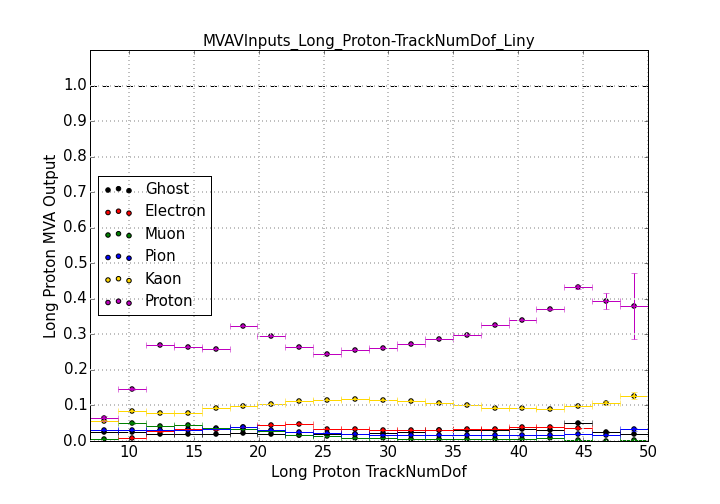 MVAVInputs_Long_Proton-TrackNumDof_Liny
1.0
0.9
0.8
0.7
0.6
0.5
0.4
0.3
0.2
0.1
0.0
Long Proton MVA Output
Ghost
Electron
Muon
Pion
Kaon
Proton
10 15 20 25 30 35 40 45 50
Long Proton TrackNumDof